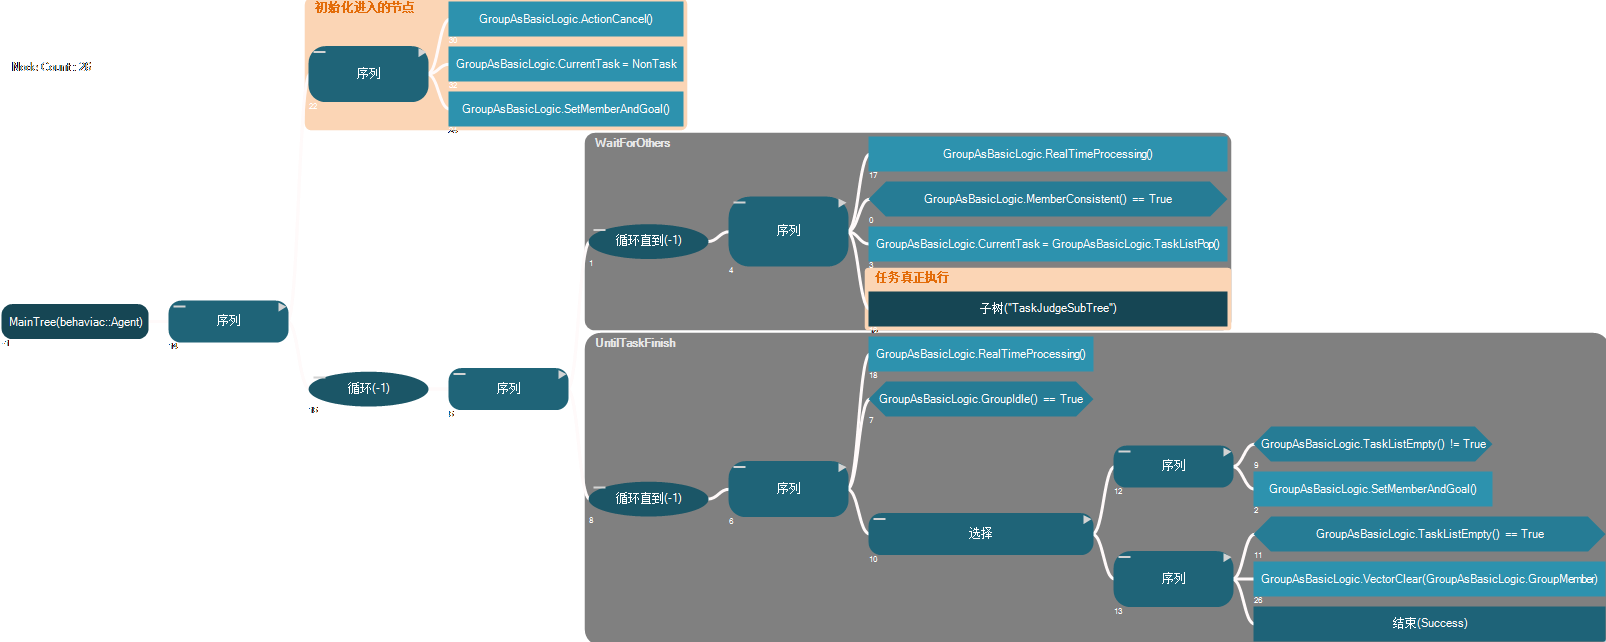 初始化进入的节点
GroupAsBasicLogic.ActionCancel()
30
Node Count: 26
序列
22
GroupAsBasicLogic.CurrentTask = NonTask
32
GroupAsBasicLogic.SetMemberAndGoal()
WaitForOthers
GroupAsBasicLogic.RealTimeProcessing()
17
GroupAsBasicLogic.MemberConsistent() == True
0
循环直到(-1)
1
序列
4
GroupAsBasicLogic.CurrentTask = GroupAsBasicLogic.TaskListPop()
3
任务真正执行
子树("TaskJudgeSubTree")
MainTree(behaviac::Agent)
序列
循环(-1)
序列
UntilTaskFinish
GroupAsBasicLogic.RealTimeProcessing()
18
GroupAsBasicLogic.GroupIdle() == True
7
循环直到(-1)
8
序列
6
选择
10
序列
12
GroupAsBasicLogic.TaskListEmpty() != True
9
GroupAsBasicLogic.SetMemberAndGoal()
2
序列
13
GroupAsBasicLogic.TaskListEmpty() == True
11
GroupAsBasicLogic.VectorClear(GroupAsBasicLogic.GroupMember)
26
结束(Success)